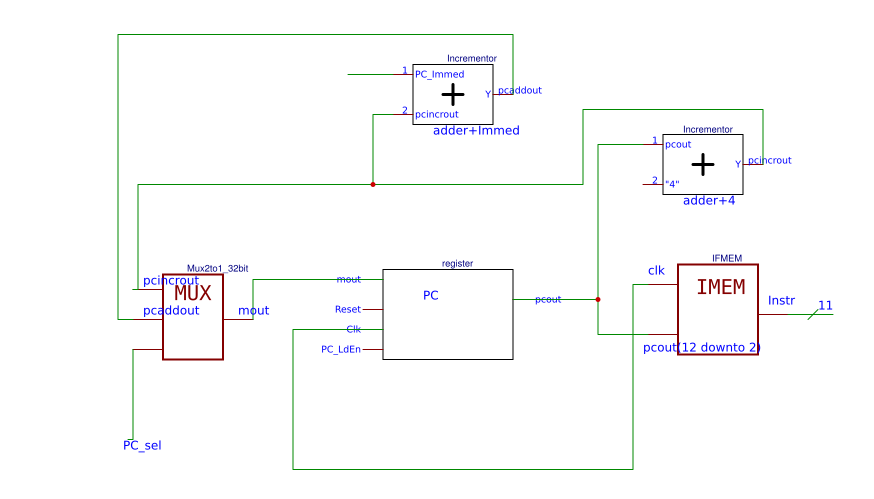 Incrementor
1
PC_Immed
+
Y
pcaddout
2
pcincrout
adder+Immed
Incrementor
1
pcout
+
Y
pcincrout
2
"4"
adder+4
Mux2to1_32bit
pcincrout
MUX
pcaddout
mout
PC_sel
register
mout
PC
Reset
pcout
Clk
PC_LdEn
IFMEM
clk
IMEM
Instr
11
pcout(12 downto 2)